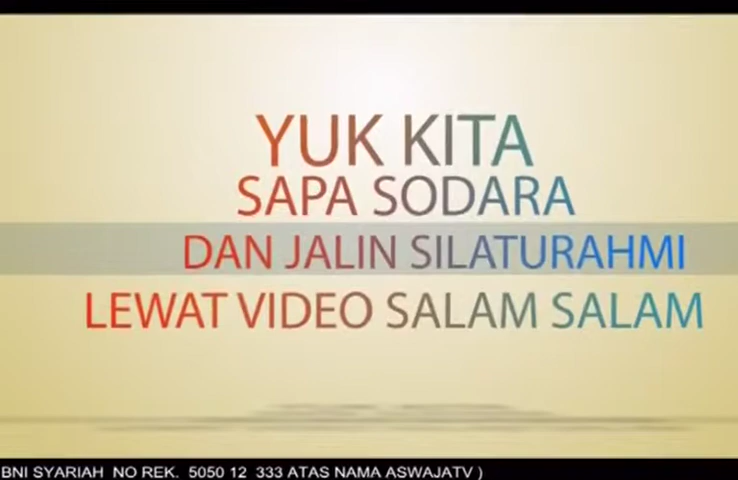 YUK KITA
SAPA SODARA
DAN JALIN SILATURAHMI
LEWAT VIDEO SALAM SALAM
BNI SYARIAH NO REK. 5050 12 333 ATAS NAMA ASWAJATV )